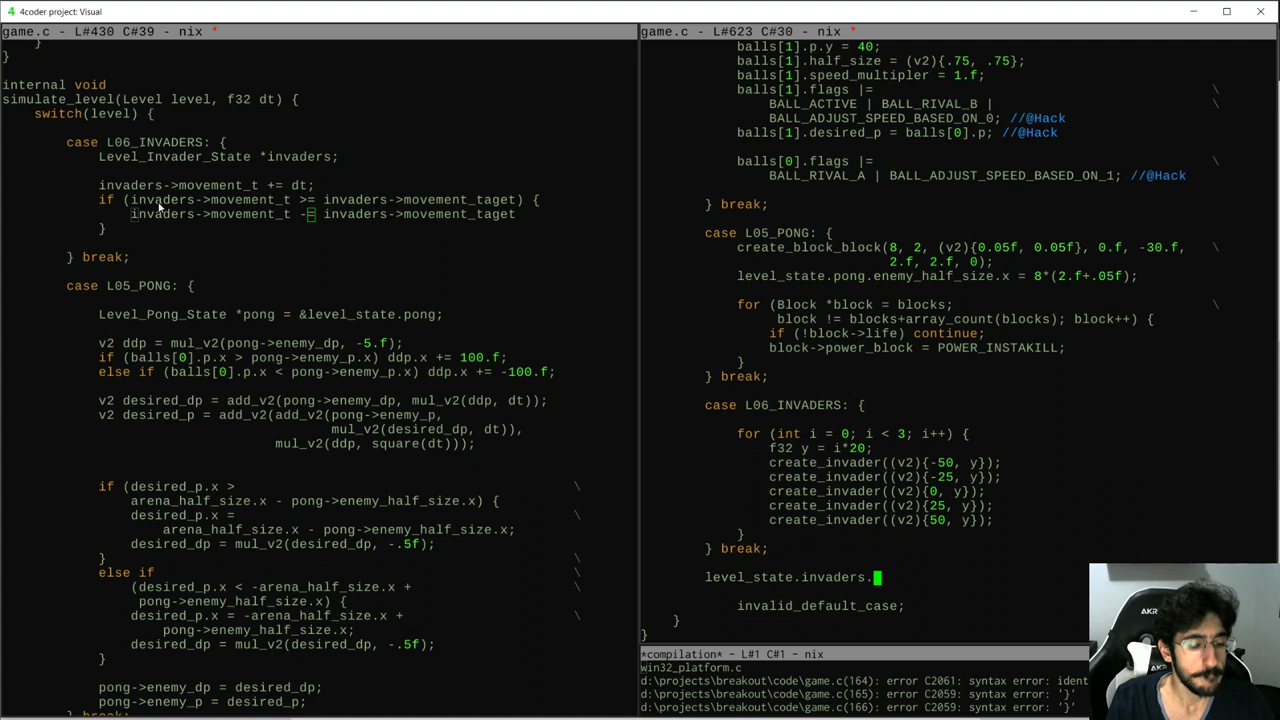 4coder project: Visual
game.c - L#430 C#39 - nix *
}
}
internal void
simulate_level(Level level, f32 dt) {
switch(level) {
case L06_INVADERS: {
Level_Invader_State *invaders;
invaders->movement_t += dt;
if (invaders->movement_t >= invaders->movement_taget) {
invaders->movement_t -= invaders->movement_taget
}
} break;
case L05_PONG: {
Level_Pong_State *pong = &level_state.pong;
v2 ddp = mul_v2(pong->enemy_dp, -5.f);
if (balls[0].p.x > pong->enemy_p.x) ddp.x += 100.f;
else if (balls[0].p.x < pong->enemy_p.x) ddp.x += -100.f;
v2 desired_dp = add_v2(pong->enemy_dp, mul_v2(ddp, dt));
v2 desired_p = add_v2(add_v2(pong->enemy_p,
mul_v2(desired_dp, dt)),
mul_v2(ddp, square(dt)));
if (desired_p.x > \
arena_half_size.x - pong->enemy_half_size.x) {
desired_p.x = \
arena_half_size.x - pong->enemy_half_size.x;
desired_dp = mul_v2(desired_dp, -.5f);
} \
else if \
(desired_p.x < -arena_half_size.x +
pong->enemy_half_size.x) {
desired_p.x = -arena_half_size.x + \
pong->enemy_half_size.x;
desired_dp = mul_v2(desired_dp, -.5f);
}
pong->enemy_dp = desired_dp;
pong->enemy_p = desired_p;
} break;
game.c - L#623 C#30 - nix *
balls[1].p.y = 40;
balls[1].half_size = (v2){.75, .75};
balls[1].speed_multipler = 1.f;
balls[1].flags |= \
BALL_ACTIVE | BALL_RIVAL_B | \
BALL_ADJUST_SPEED_BASED_ON_0; //@Hack
balls[1].desired_p = balls[0].p; //@Hack
balls[0].flags |= \
BALL_RIVAL_A | BALL_ADJUST_SPEED_BASED_ON_1; //@Hack
} break;
case L05_PONG: {
create_block_block(8, 2, (v2){0.05f, 0.05f}, 0.f, -30.f, \
2.f, 2.f, 0);
level_state.pong.enemy_half_size.x = 8*(2.f+.05f);
for (Block *block = blocks; \
block != blocks+array_count(blocks); block++) {
if (!block->life) continue;
block->power_block = POWER_INSTAKILL;
}
} break;
case L06_INVADERS: {
for (int i = 0; i < 3; i++) {
f32 y = i*20;
create_invader((v2){-50, y});
create_invader((v2){-25, y});
create_invader((v2){0, y});
create_invader((v2){25, y});
create_invader((v2){50, y});
}
} break;
level_state.invaders.
invalid_default_case;
}
}
*compilation* - L#1 C#1 - nix
win32_platform.c
d:\projects\breakout\code\game.c(164): error C2061: syntax error: ident
d:\projects\breakout\code\game.c(165): error C2059: syntax error: '}'
d:\projects\breakout\code\game.c(166): error C2059: syntax error: '}'
AKR